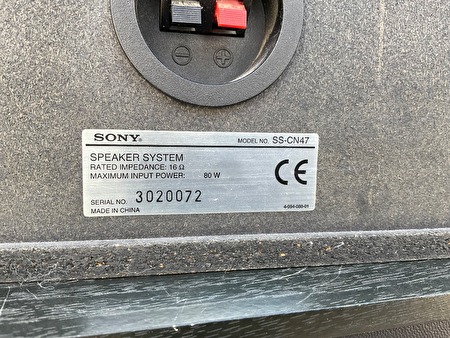 SONY®
MODEL NO. SS-CN47
SPEAKER SYSTEM
RATED IMPEDANCE: 16 Ω
MAXIMUM INPUT POWER: 80 W
CE
SERIAL NO. 3020072
MADE IN CHINA